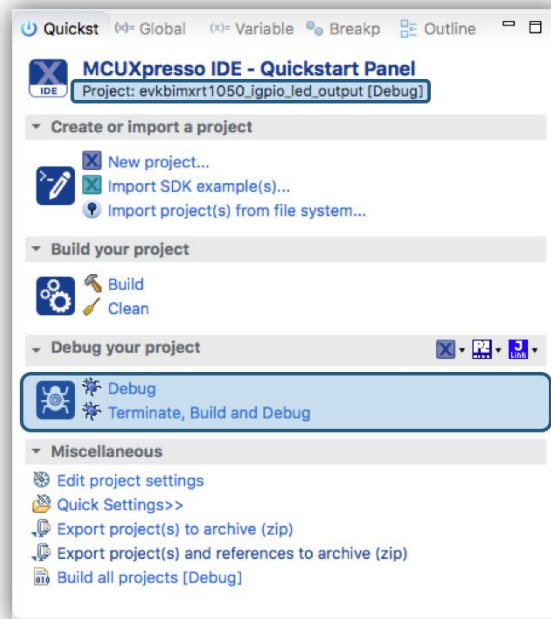 Quickst (x)= Global (x)= Variable Breakp Outline
MCUXpresso IDE - Quickstart Panel
IDE
Project: evkbimxrt1050_igpio_led_output [Debug]
Create or import a project
New project...
Import SDK example(s)...
Import project(s) from file system...
Build your project
Build
Clean
Debug your project
PE
J
Link
Debug
Terminate, Build and Debug
Miscellaneous
Edit project settings
Quick Settings>>
Export project(s) to archive (zip)
Export project(s) and references to archive (zip)
010
Build all projects [Debug]